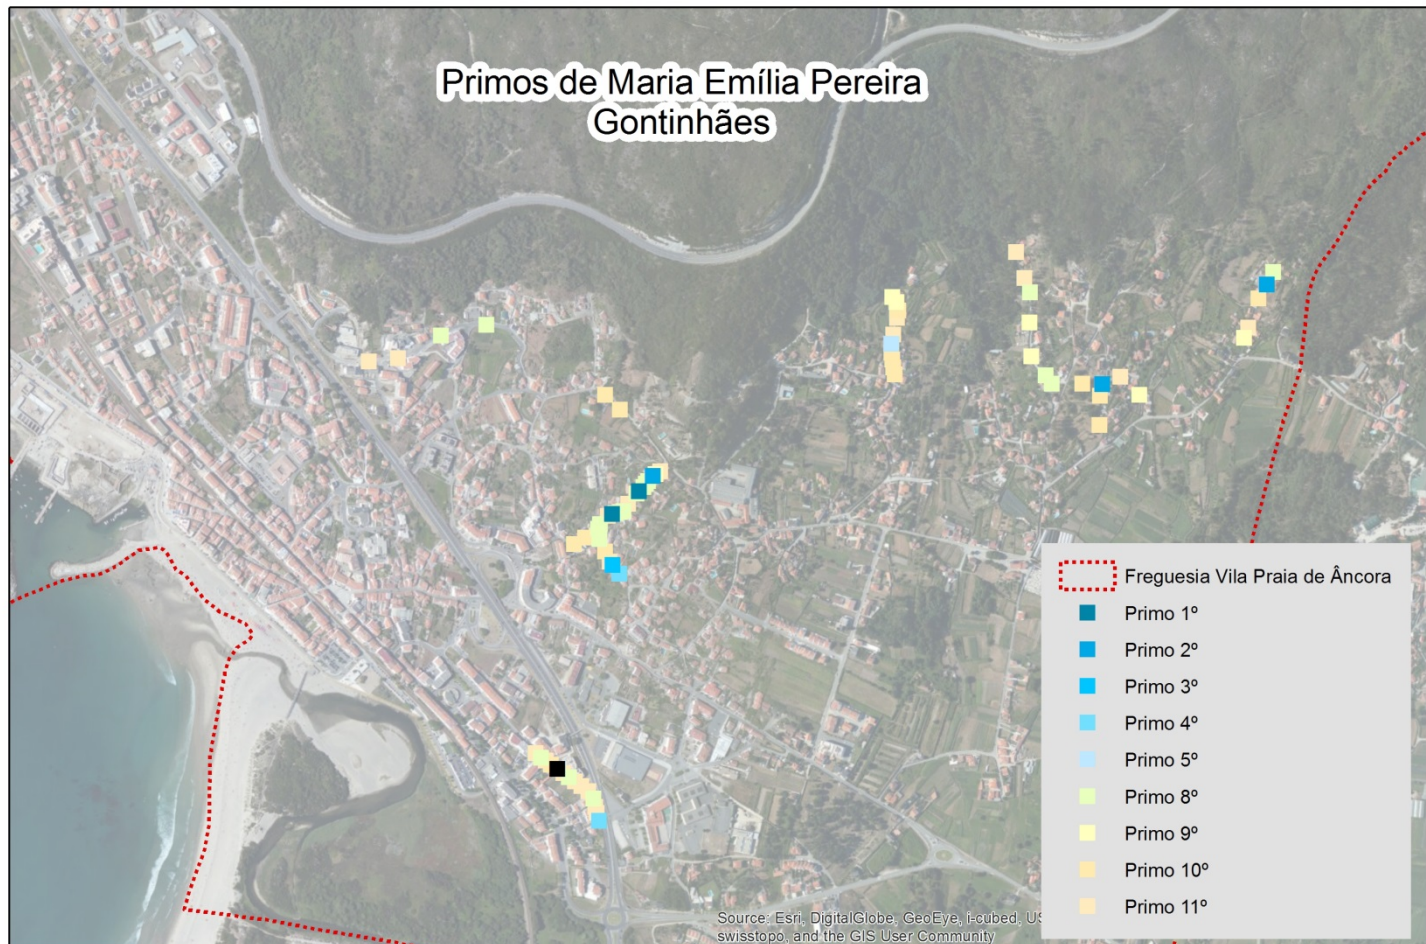 Primos de Maria Emília Pereira
Gontinhães
Freguesia Vila Praia de Âncora
Primo 1º
Primo 2º
Primo 3º
Primo 4º
Primo 5º
Primo 8º
Primo 9º
Primo 10º
Primo 11º
Source: Esri, DigitalGlobe, GeoEye, i-cubed, US
swisstopo, and the GIS User Community